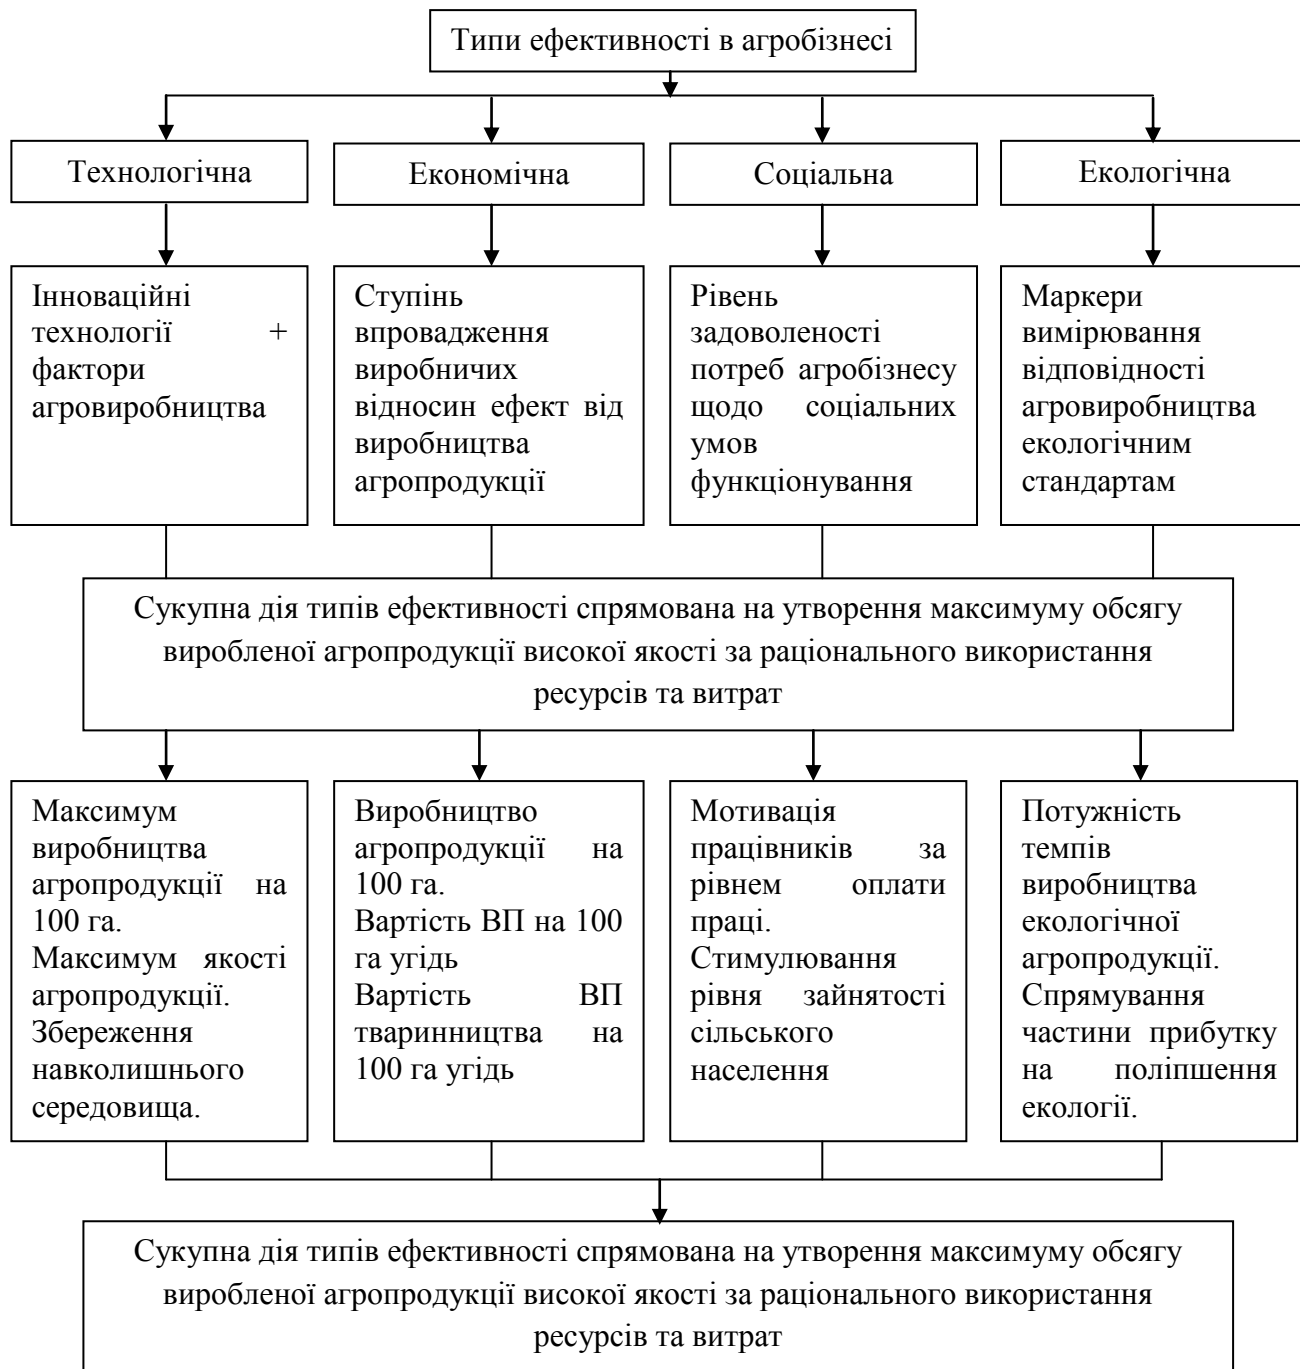 Типи ефективності в агробізнесі
Технологічна
Економічна
Соціальна
Екологічна
Інноваційні
технології +
фактори
агровиробництва
Ступінь
впровадження
виробничих
відносин ефект від
виробництва
агропродукції
Рівень
задоволеності
потреб агробізнесу
щодо соціальних
умов
функціонування
Маркери
вимірювання
відповідності
агровиробництва
екологічним
стандартам
Сукупна дія типів ефективності спрямована на утворення максимуму обсягу
виробленої агропродукції високої якості за раціонального використання
ресурсів та витрат
Максимум
виробництва
агропродукції на
100 га.
Максимум якості
агропродукції.
Збереження
навколишнього
середовища.
Виробництво
агропродукції на
100 га.
Вартість ВП на 100
га угідь
Вартість ВП
тваринництва на
100 га угідь
Мотивація
працівників за
рівнем оплати
праці.
Стимулювання
рівня зайнятості
сільського
населення
Потужність
темпів
виробництва
екологічної
агропродукції.
Спрямування
частини прибутку
на поліпшення
екології.
Сукупна дія типів ефективності спрямована на утворення максимуму обсягу
виробленої агропродукції високої якості за раціонального використання
ресурсів та витрат